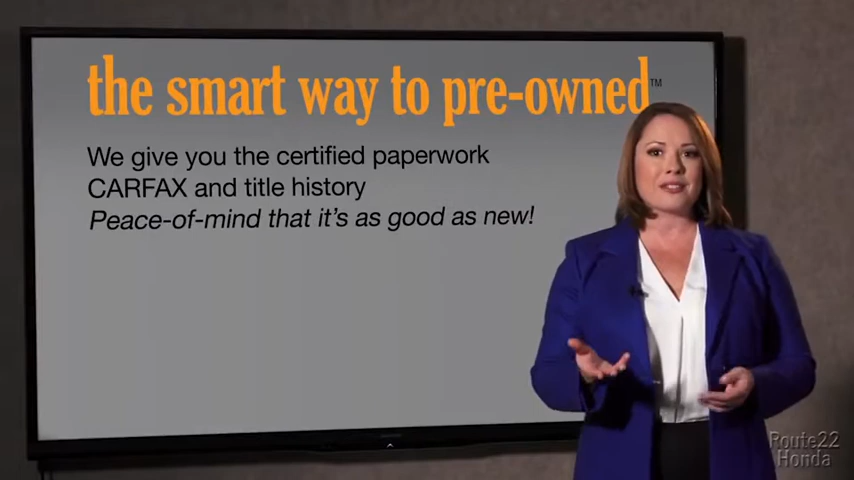 the smart way to pre-owned™
We give you the certified paperwork
CARFAX and title history
Peace-of-mind that it's as good as new!
Route22
Honda